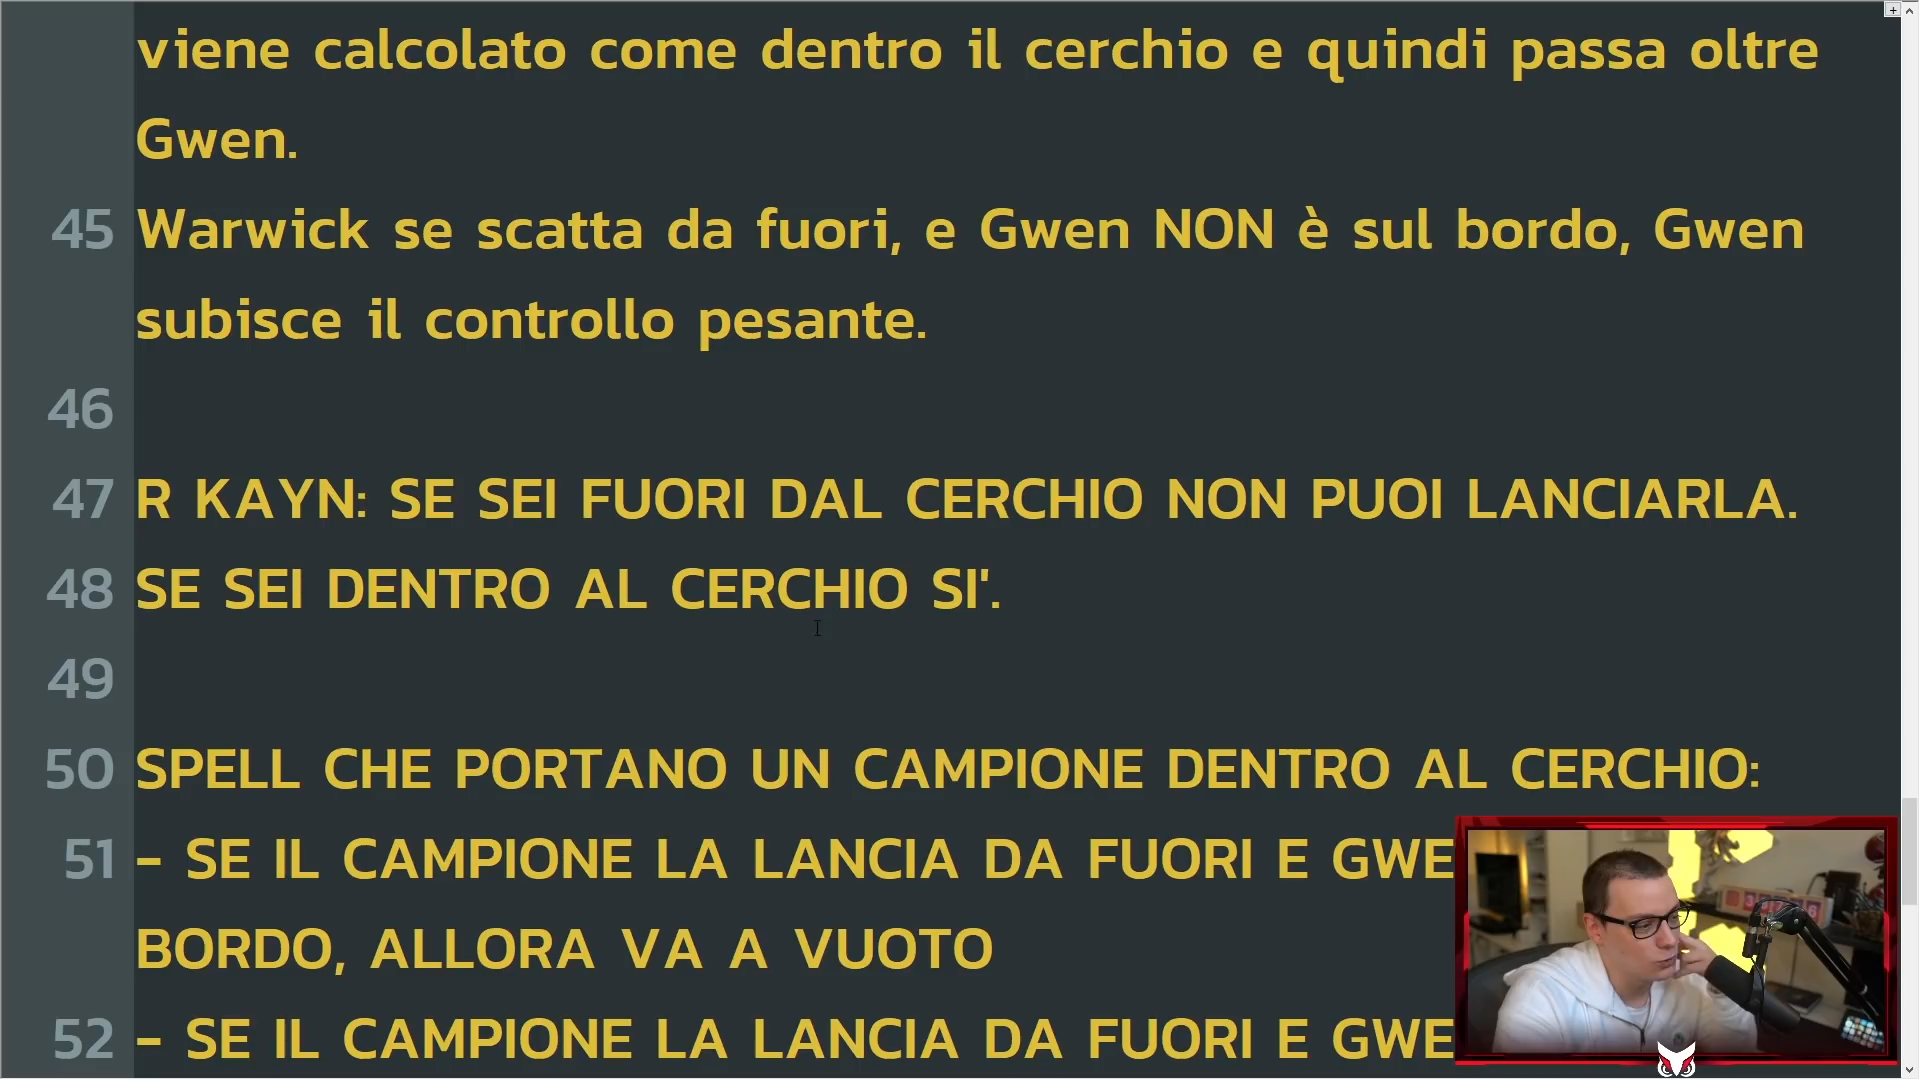 viene calcolato come dentro il cerchio e quindi passa oltre
Gwen.
45 Warwick se scatta da fuori, e Gwen NON è sul bordo, Gwen
subisce il controllo pesante.
46
47 R KAYN: SE SEI FUORI DAL CERCHIO NON PUOI LANCIARLA.
48 SE SEI DENTRO AL CERCHIO SI'.
49
50 SPELL CHE PORTANO UN CAMPIONE DENTRO AL CERCHIO:
51 - SE IL CAMPIONE LA LANCIA DA FUORI E GWE
BORDO, ALLORA VA A VUOTO
52 - SE IL CAMPIONE LA LANCIA DA FUORI E GWE